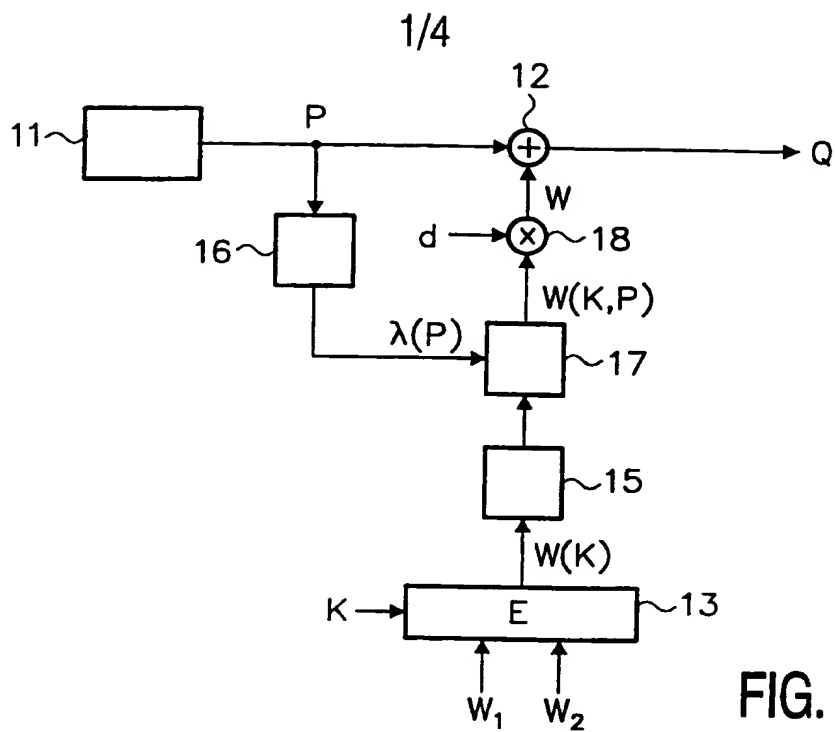 1/4
12
11
P
+
Q
W
16
d
×
18
W(K,P)
λ(P)
17
15
W(K)
K
E
13
W₁ W₂
FIG.